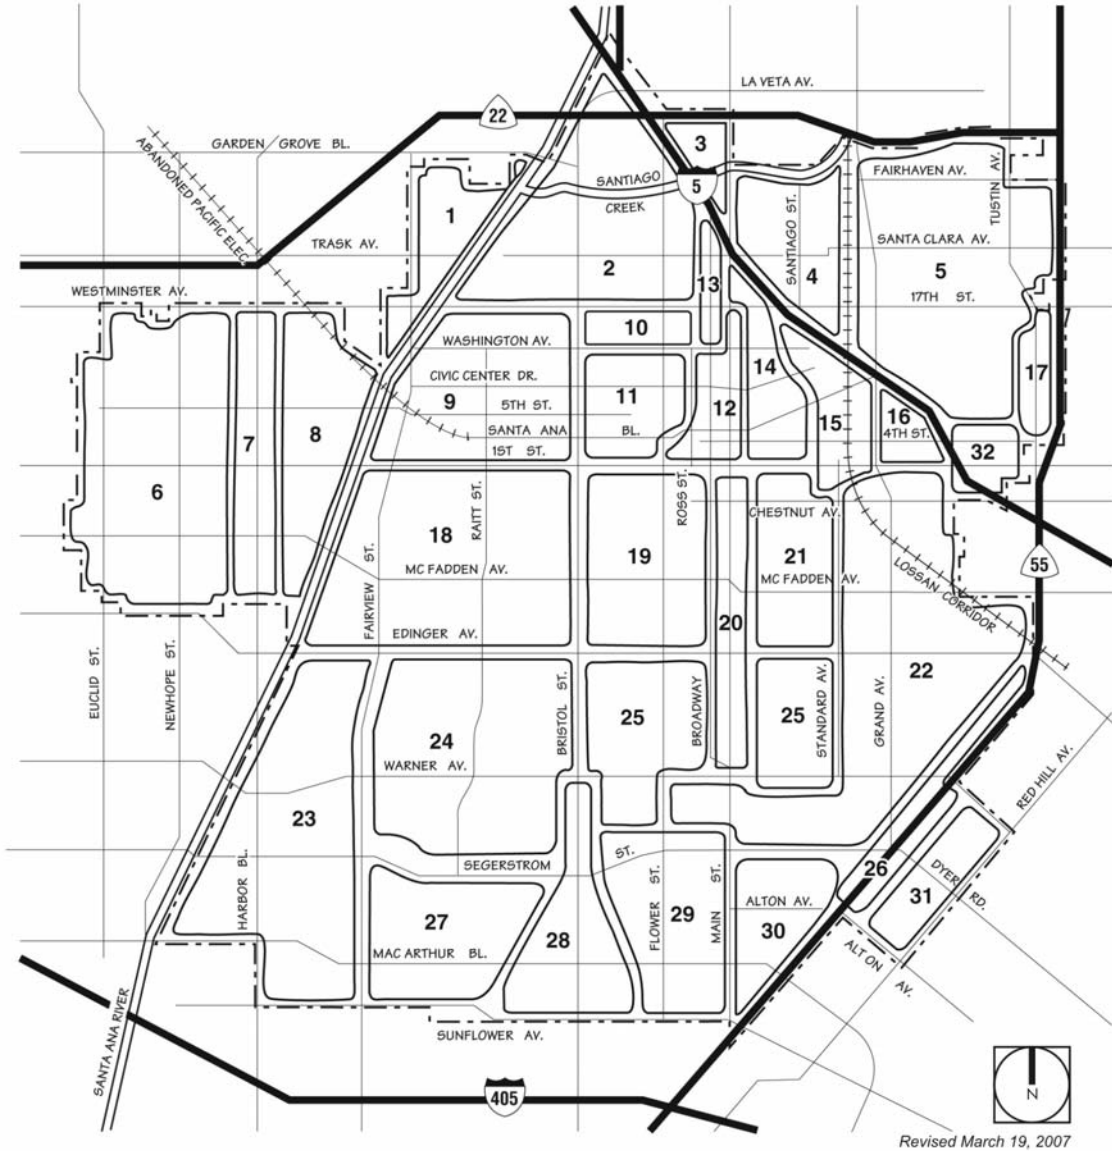 LA VETA AV.
22
GARDEN GROVE BL.
3
ABANDONED PACIFIC ELEC.
SANTIAGO
CREEK
5
FAIRHAVEN AV.
TUSTIN AV.
1
TRASK AV.
SANTIAGO ST.
SANTA CLARA AV.
2
4
5
13
WESTMINSTER AV.
17TH ST.
10
WASHINGTON AV.
14
17
CIVIC CENTER DR.
9
5TH ST.
11
12
15
16
4TH ST.
SANTA ANA BL.
1ST ST.
32
7
8
6
RAITT ST.
ROSS ST.
CHESTNUT AV.
18
19
21
MC FADDEN AV.
MC FADDEN AV.
LOSSAN CORRIDOR
55
FAIRVIEW ST.
20
EDINGER AV.
EUCLID ST.
NEWHOPE ST.
22
BRISTOL ST.
25
BROADWAY
25
STANDARD AV.
GRAND AV.
24
WARNER AV.
RED HILL AV.
23
SEGERSTROM ST.
HARBOR BL.
26
DYER RD.
31
27
28
FLOWER ST.
29
MAIN ST.
ALTON AV.
30
MAC ARTHUR BL.
ALTON AV.
SANTA ANA RIVER
SUNFLOWER AV.
405
N
Revised March 19, 2007